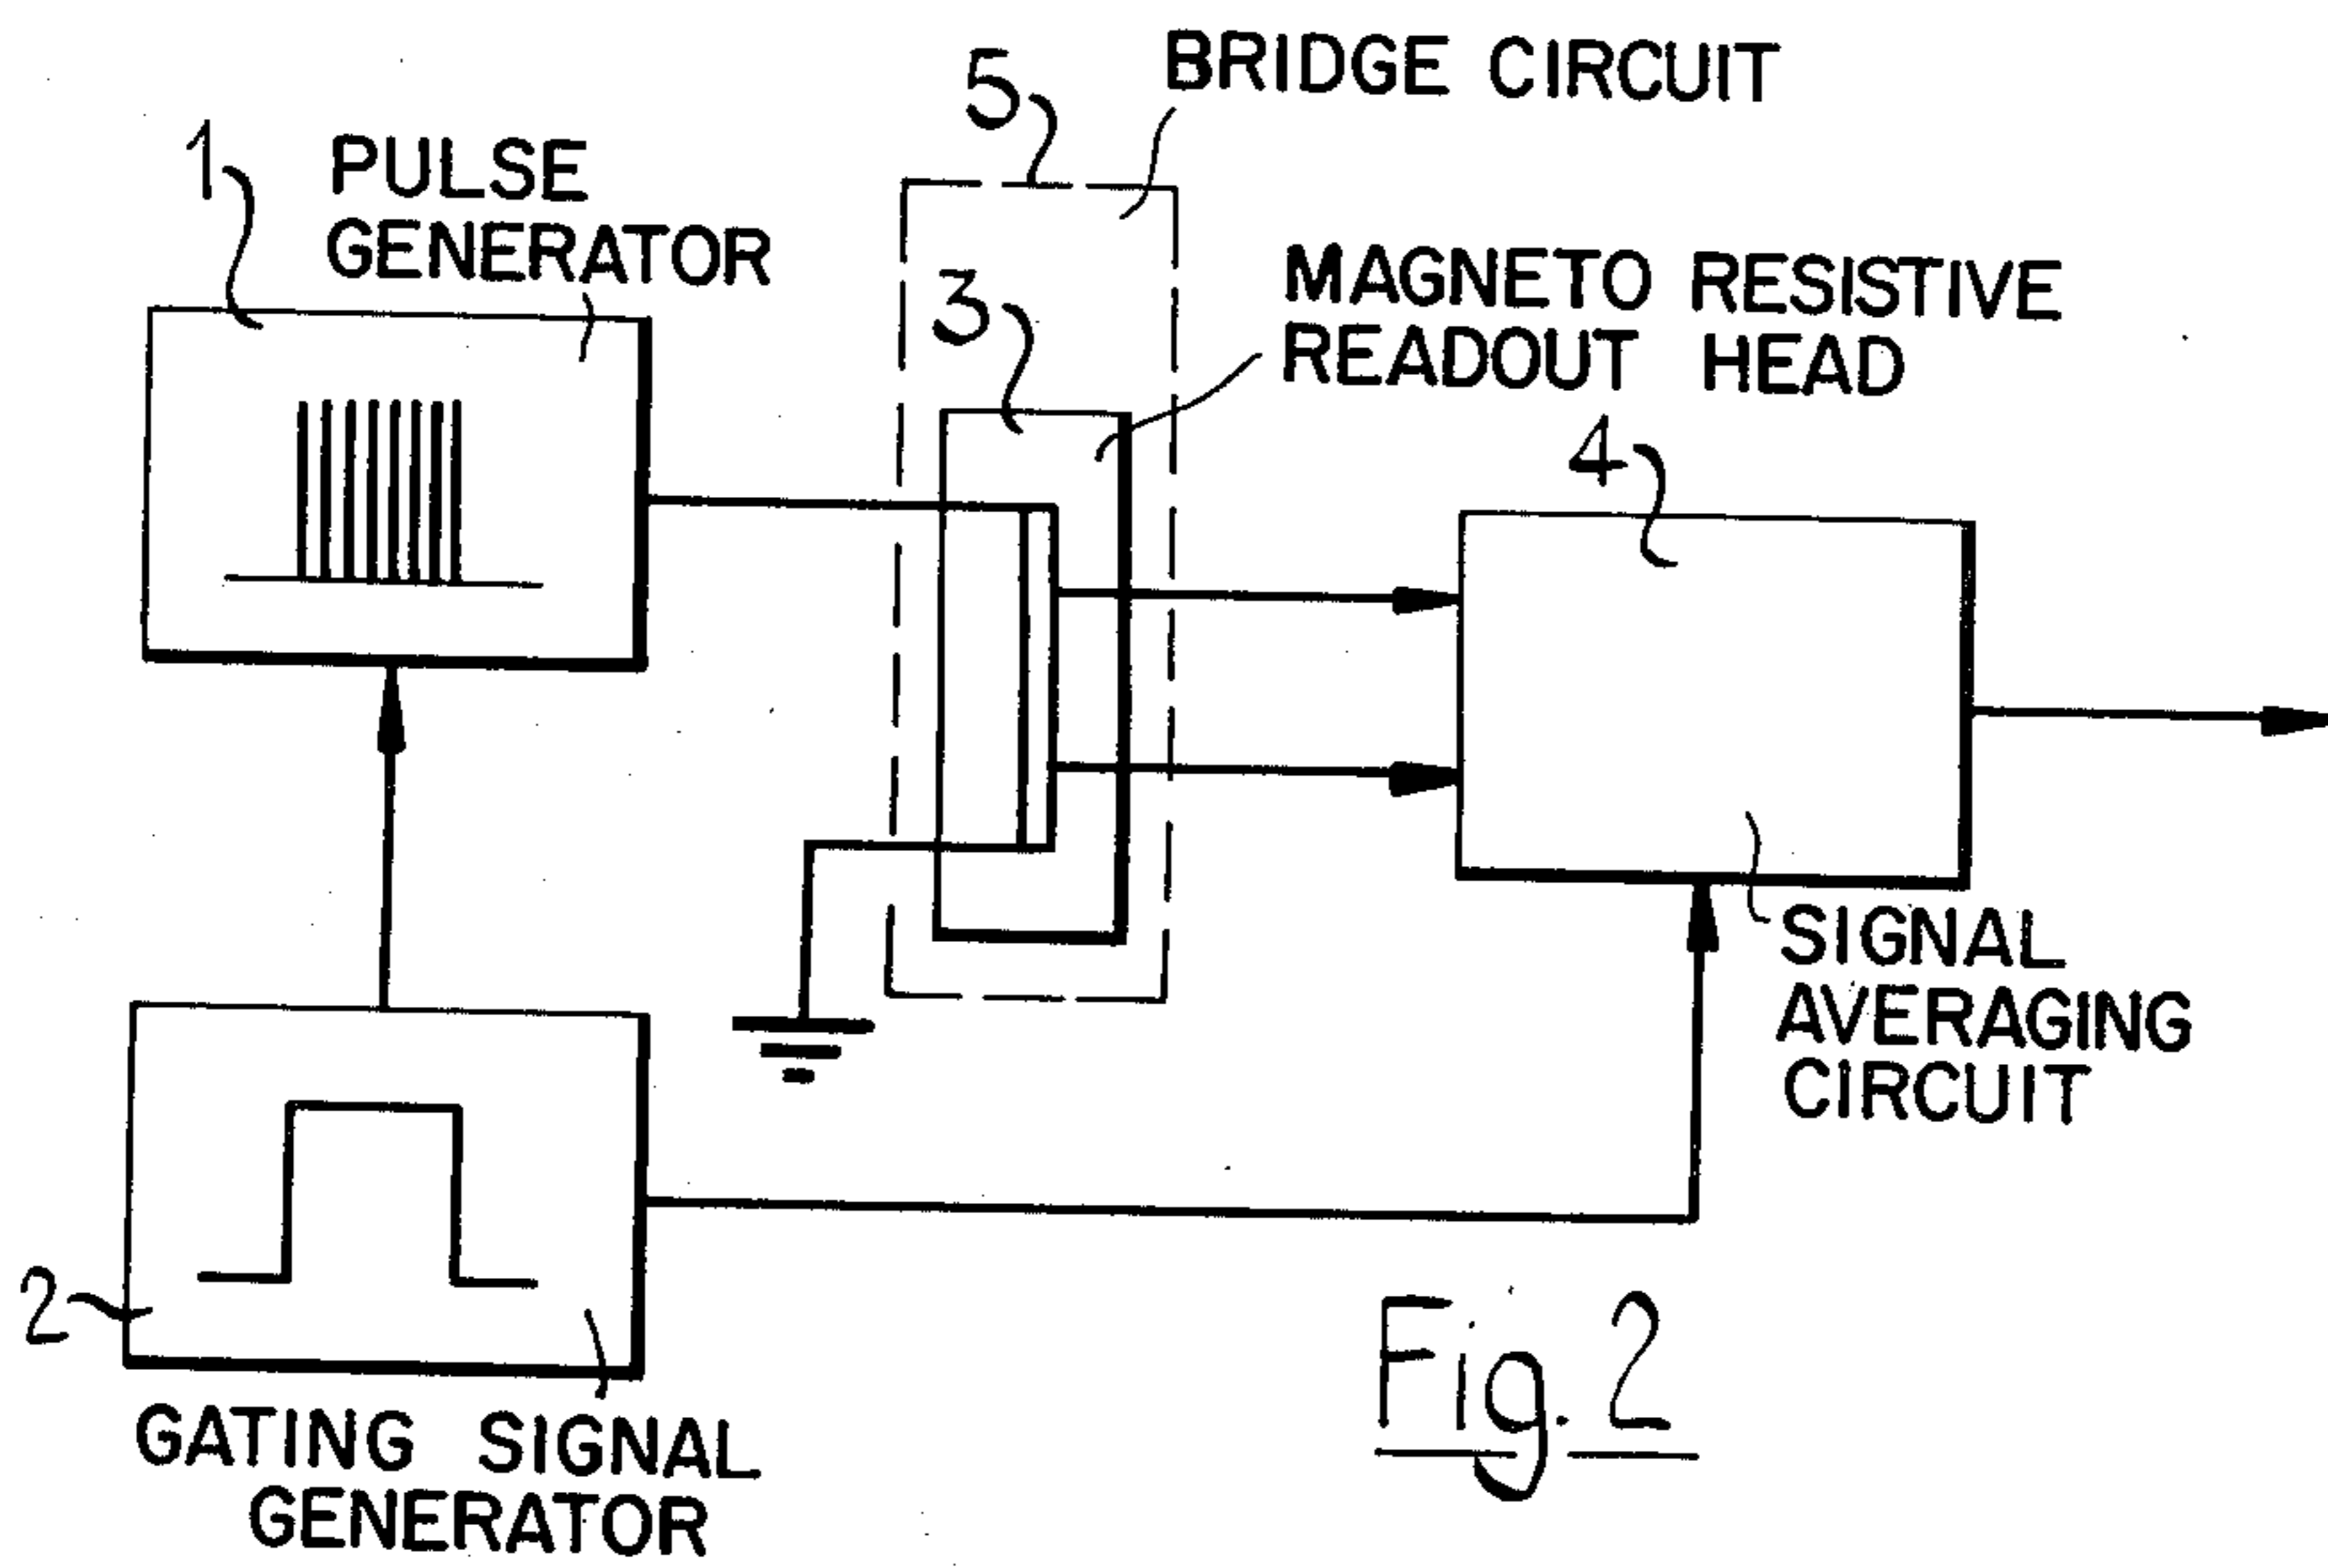 5
BRIDGE CIRCUIT
1
PULSE
GENERATOR
3
MAGNETO RESISTIVE
READOUT HEAD
4
SIGNAL
AVERAGING
CIRCUIT
2
GATING SIGNAL
GENERATOR
Fig. 2